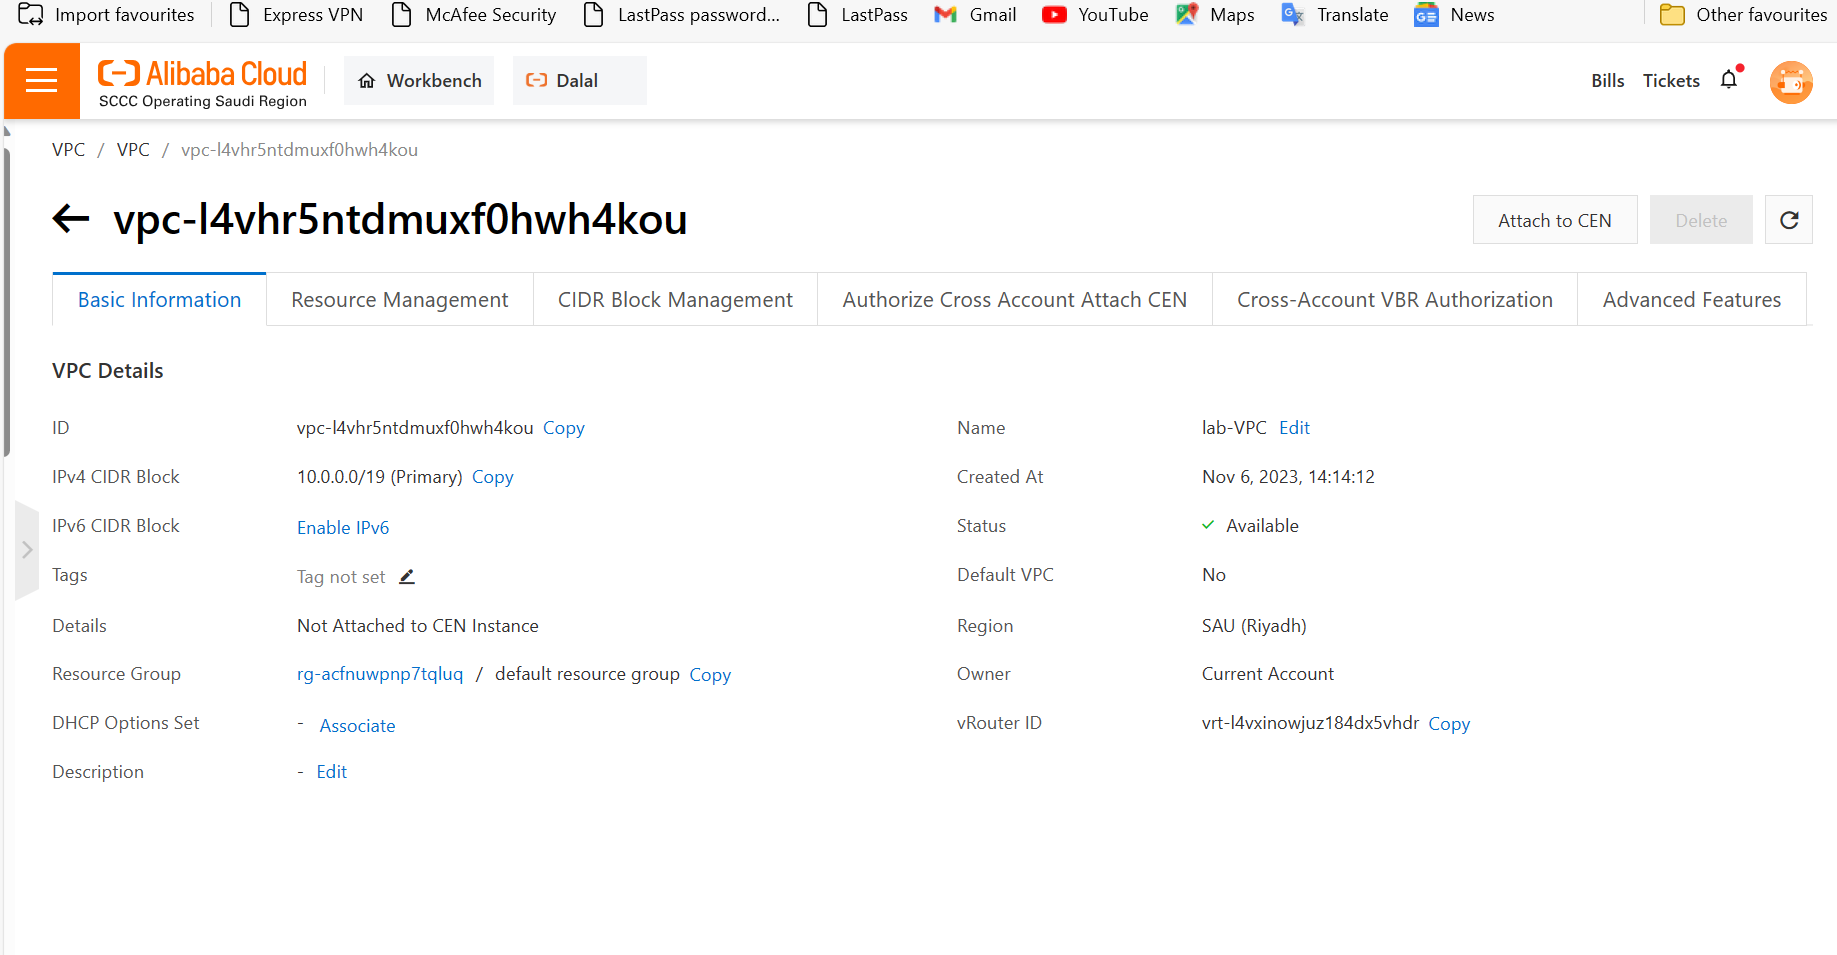 Import favourites Express VPN McAfee Security LastPass password... LastPass Gmail YouTube Maps Translate News Other favourites
Alibaba Cloud Workbench Dalal Bills Tickets
SCCC Operating Saudi Region
VPC / VPC / vpc-l4vhr5ntdmuxf0hwh4kou
vpc-l4vhr5ntdmuxf0hwh4kou Attach to CEN Delete
Basic Information Resource Management CIDR Block Management Authorize Cross Account Attach CEN Cross-Account VBR Authorization Advanced Features
VPC Details
ID vpc-l4vhr5ntdmuxf0hwh4kou Copy Name lab-VPC Edit
IPv4 CIDR Block 10.0.0.0/19 (Primary) Copy Created At Nov 6, 2023, 14:14:12
IPv6 CIDR Block Enable IPv6 Status Available
Tags Tag not set Default VPC No
Details Not Attached to CEN Instance Region SAU (Riyadh)
Resource Group rg-acfnuwpnp7tqluq / default resource group Copy Owner Current Account
DHCP Options Set - Associate vRouter ID vrt-l4vxinowjuz184dx5vhdr Copy
Description - Edit